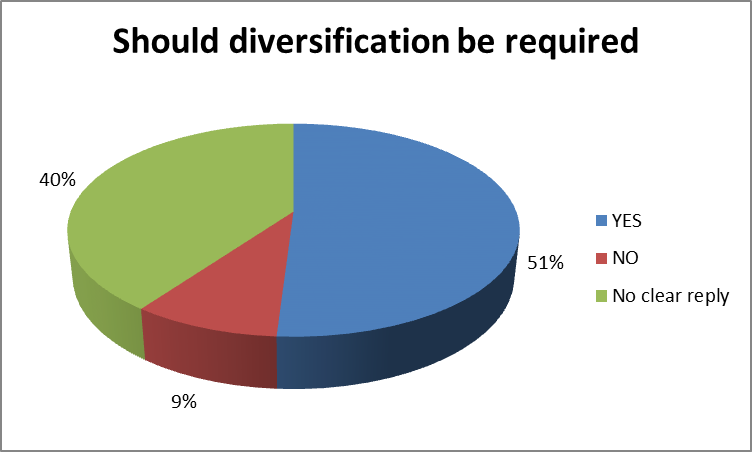 Should diversification be required
40%
51%
9%
YES
NO
No clear reply